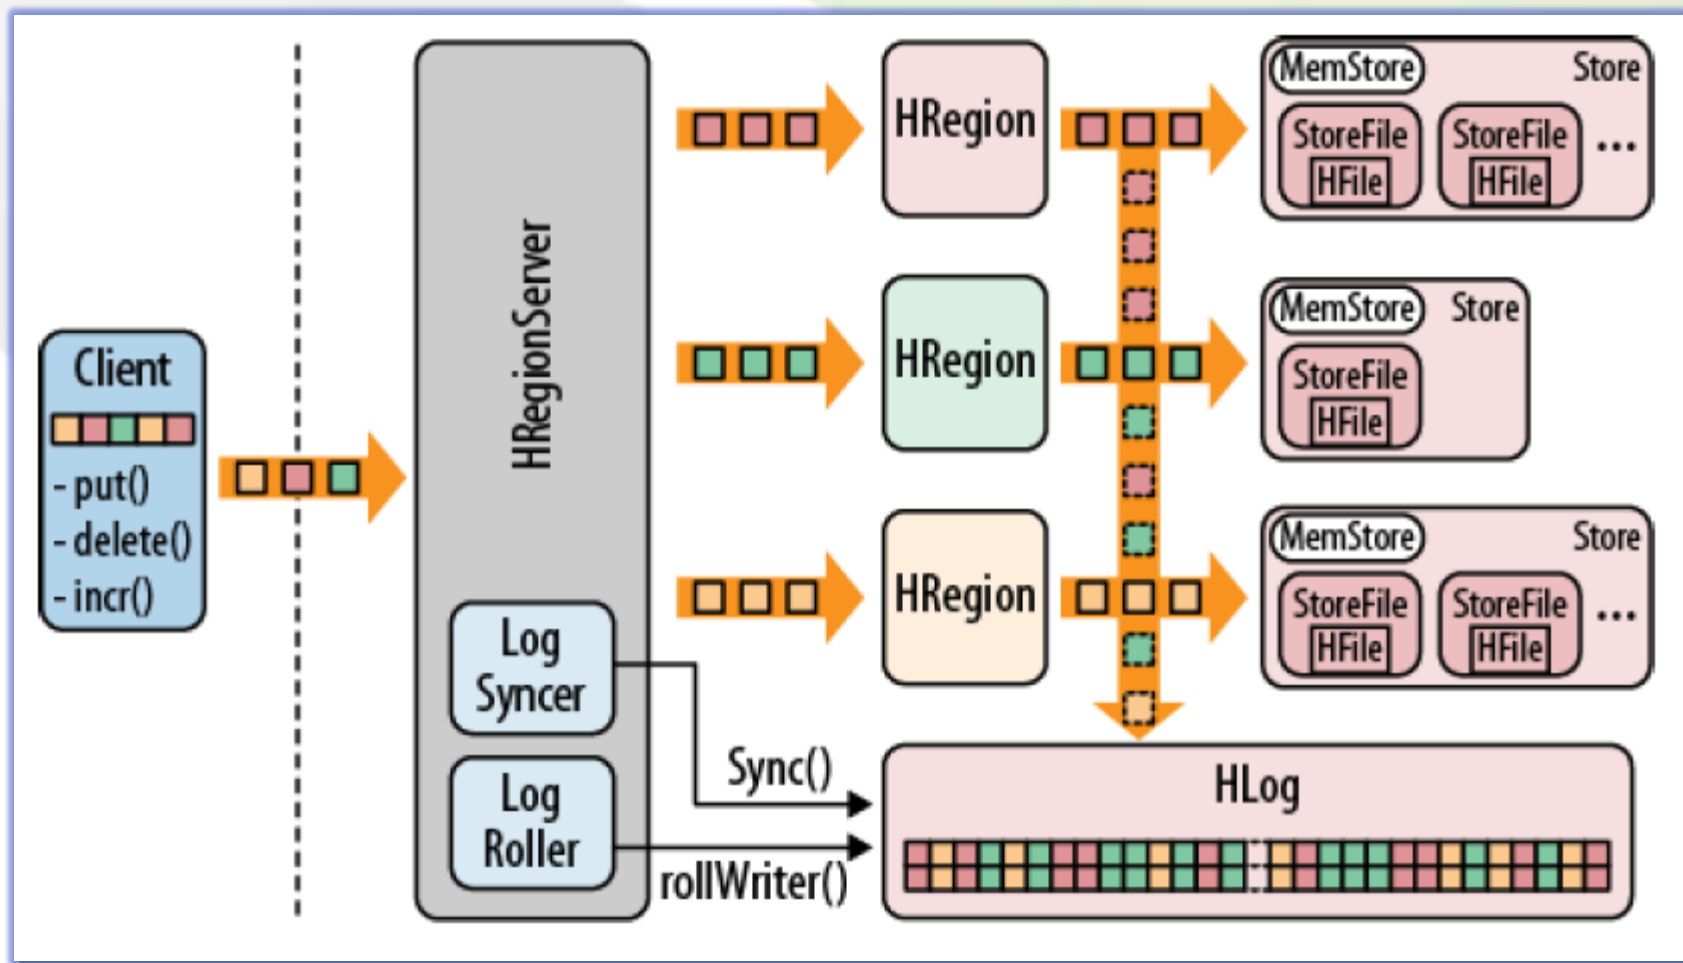 Client
- put()
- delete()
- incr()
HRegionServer
Log
Syncer
Log
Roller
Sync()
rollWriter()
HRegion
MemStore Store
StoreFile StoreFile ...
HFile HFile
HRegion
MemStore Store
StoreFile
HFile
HRegion
MemStore Store
StoreFile StoreFile ...
HFile HFile
HLog